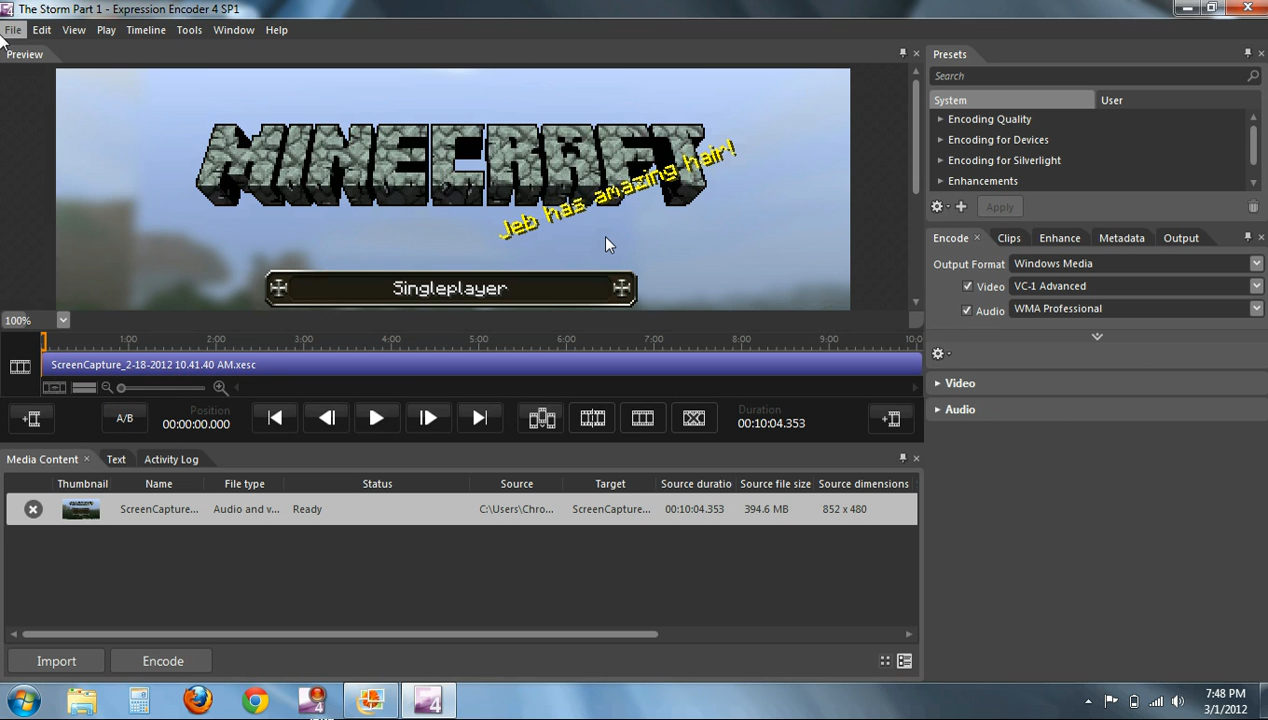 The Storm Part 1 - Expression Encoder 4 SP1
File Edit View Play Timeline Tools Window Help
Preview
MINECRAFT
Jeb has amazing hair!
Singleplayer
100%
1:00 2:00 3:00 4:00 5:00 6:00 7:00 8:00 9:00 10:0
ScreenCapture_2-18-2012 10.41.40 AM.xesc
A/B
Position
00:00:00.000
Duration
00:10:04.353
Media Content Text Activity Log
Thumbnail Name File type Status Source Target Source duratio Source file size Source dimensions
ScreenCapture... Audio and v... Ready C:\Users\Chro... ScreenCapture... 00:10:04.353 394.6 MB 852 x 480
Import Encode
Presets
Search
System User
Encoding Quality
Encoding for Devices
Encoding for Silverlight
Enhancements
Apply
Encode Clips Enhance Metadata Output
Output Format Windows Media
Video VC-1 Advanced
Audio WMA Professional
Video
Audio
4
4
7:48 PM
3/1/2012